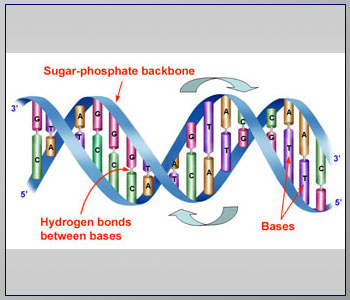 Sugar-phosphate backbone
3'
3'
G T A G G G T
C C C A
A G T T A C G
T C A
C A A C
G T T
5'
5'
Hydrogen bonds
between bases
Bases